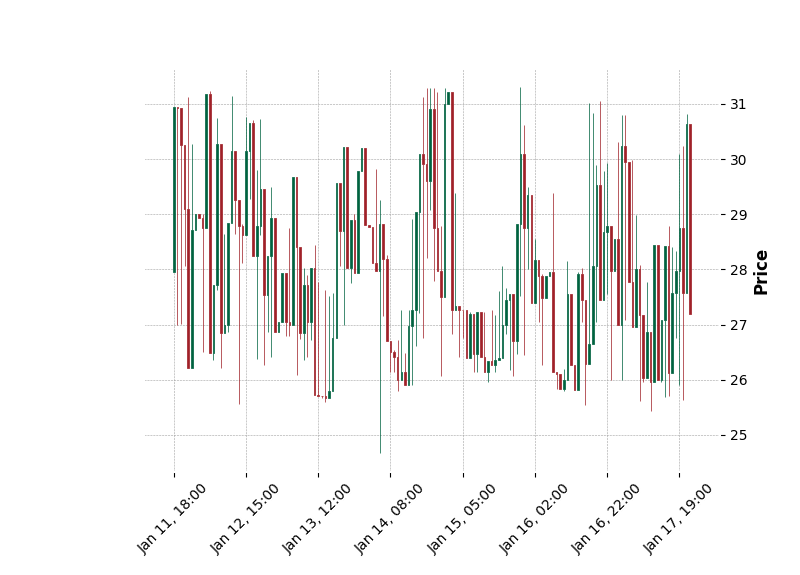 31
30
29
28
27
26
25
Price
Jan 11, 18:00
Jan 12, 15:00
Jan 13, 12:00
Jan 14, 08:00
Jan 15, 05:00
Jan 16, 02:00
Jan 16, 22:00
Jan 17, 19:00